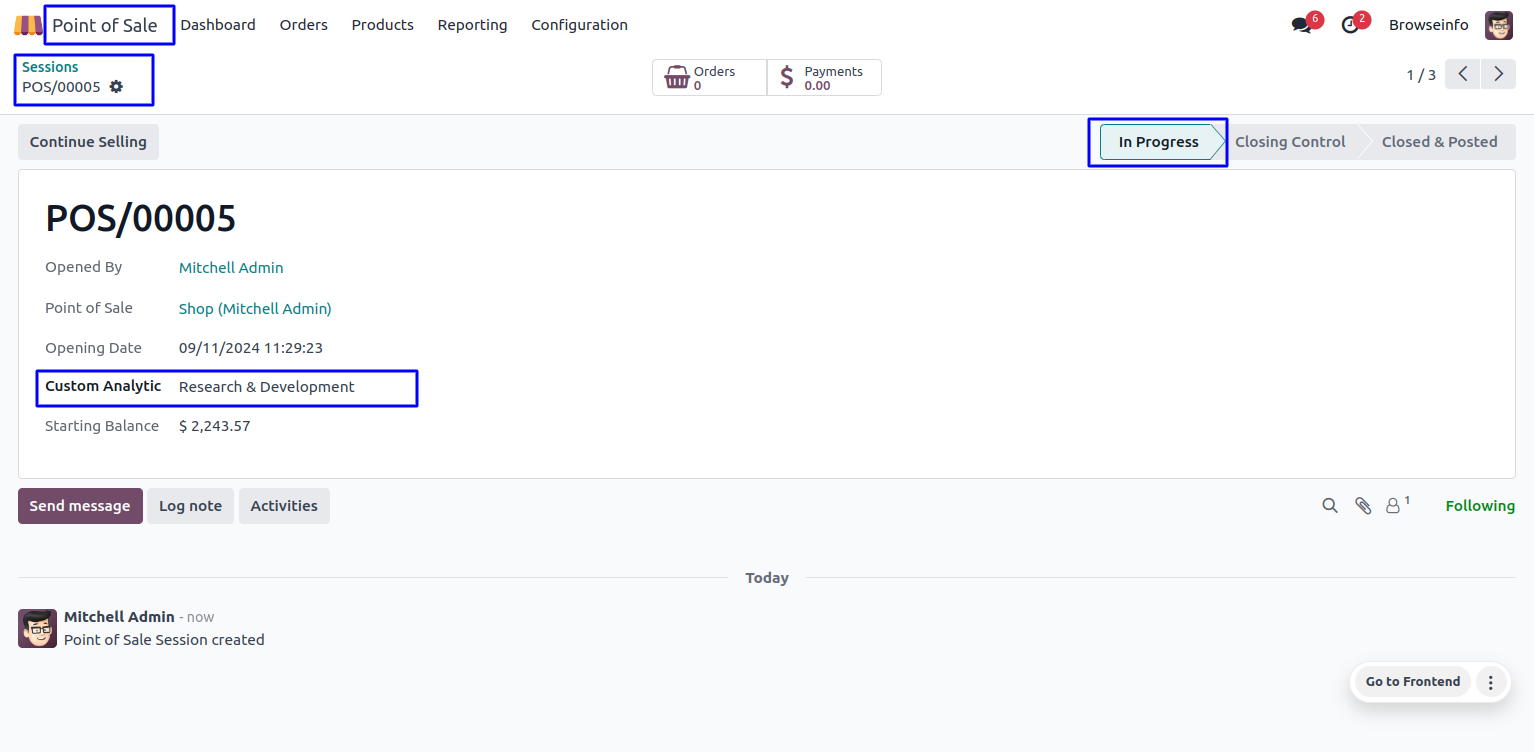 Point of Sale Dashboard Orders Products Reporting Configuration 6 2 Browseinfo
Sessions
POS/00005
Orders
0
Payments
0.00
1 / 3
Continue Selling
In Progress Closing Control Closed & Posted
POS/00005
Opened By Mitchell Admin
Point of Sale Shop (Mitchell Admin)
Opening Date 09/11/2024 11:29:23
Custom Analytic Research & Development
Starting Balance $ 2,243.57
Send message Log note Activities 1 Following
Today
Mitchell Admin - now
Point of Sale Session created
Go to Frontend